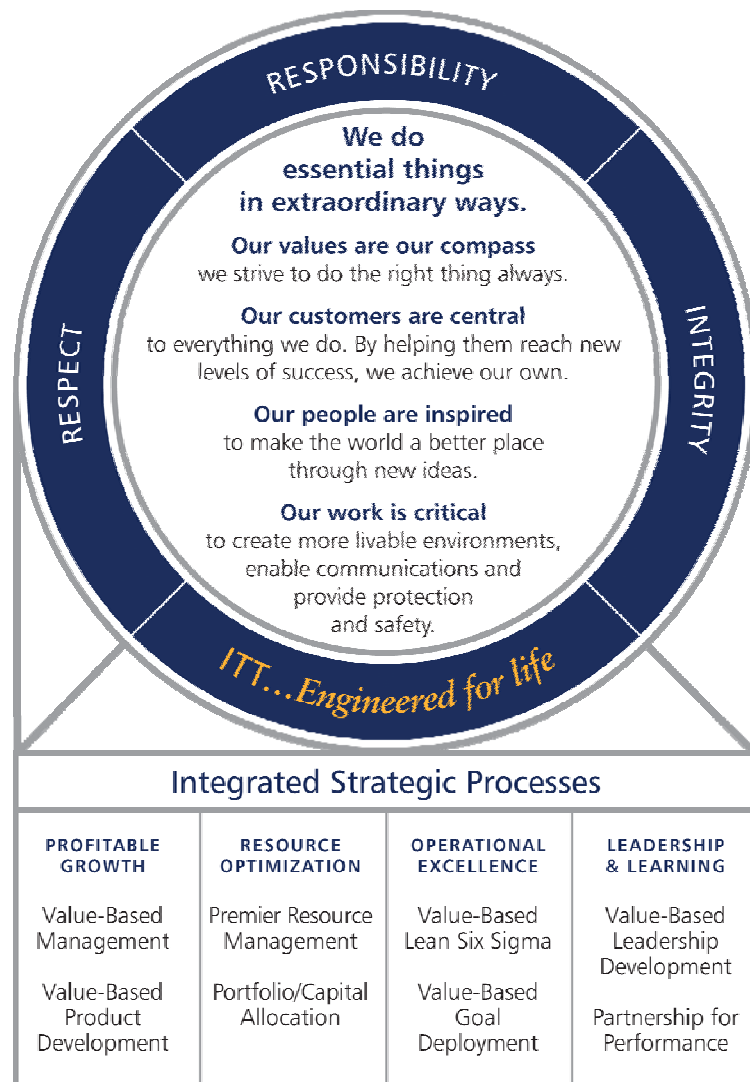 RESPONSIBILITY
We do
essential things
in extraordinary ways.
Our values are our compass
we strive to do the right thing always.
Our customers are central
to everything we do. By helping them reach new
levels of success, we achieve our own.
Our people are inspired
to make the world a better place
through new ideas.
Our work is critical
to create more livable environments,
enable communications and
provide protection
and safety.
RESPECT
INTEGRITY
ITT...Engineered for life
Integrated Strategic Processes
PROFITABLE
GROWTH
Value-Based
Management
Value-Based
Product
Development
RESOURCE
OPTIMIZATION
Premier Resource
Management
Portfolio/Capital
Allocation
OPERATIONAL
EXCELLENCE
Value-Based
Lean Six Sigma
Value-Based
Goal
Deployment
LEADERSHIP
& LEARNING
Value-Based
Leadership
Development
Partnership for
Performance